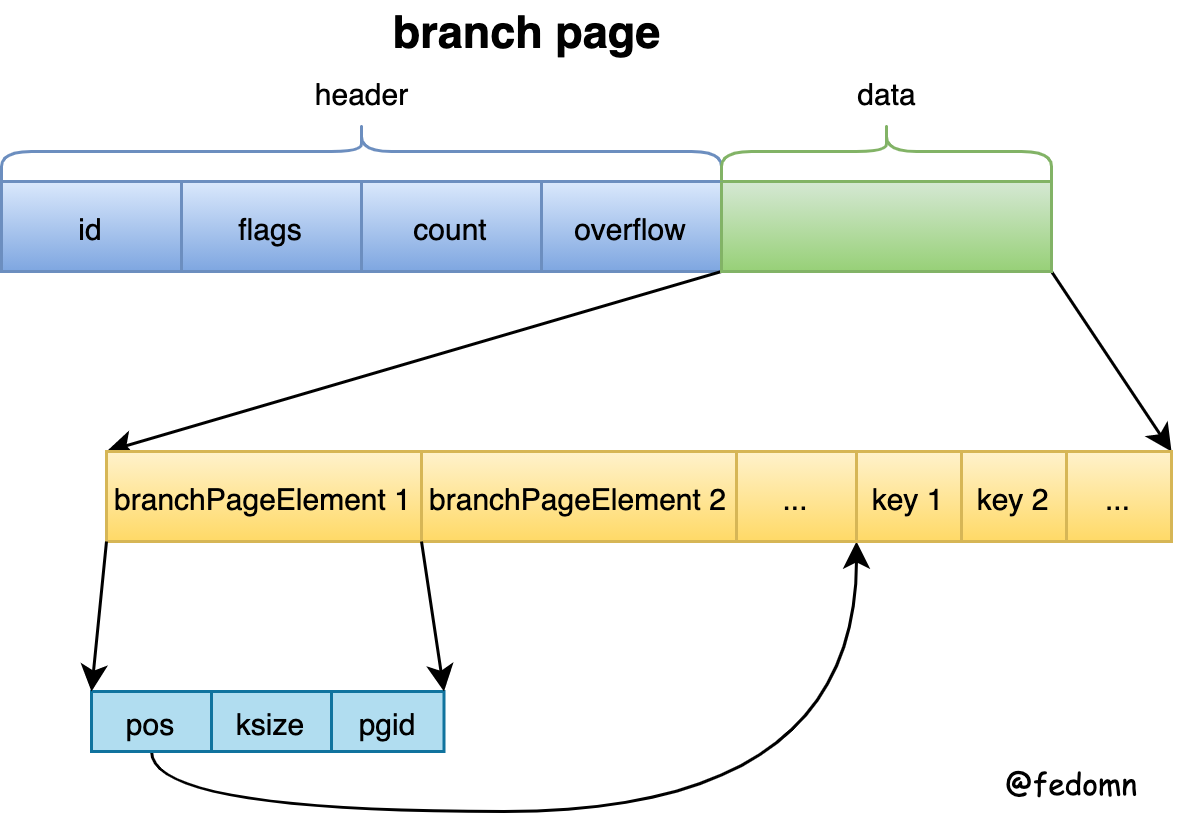 branch page
header
data
id
flags
count
overflow
branchPageElement 1
branchPageElement 2
...
key 1
key 2
...
pos
ksize
pgid
@fedomn